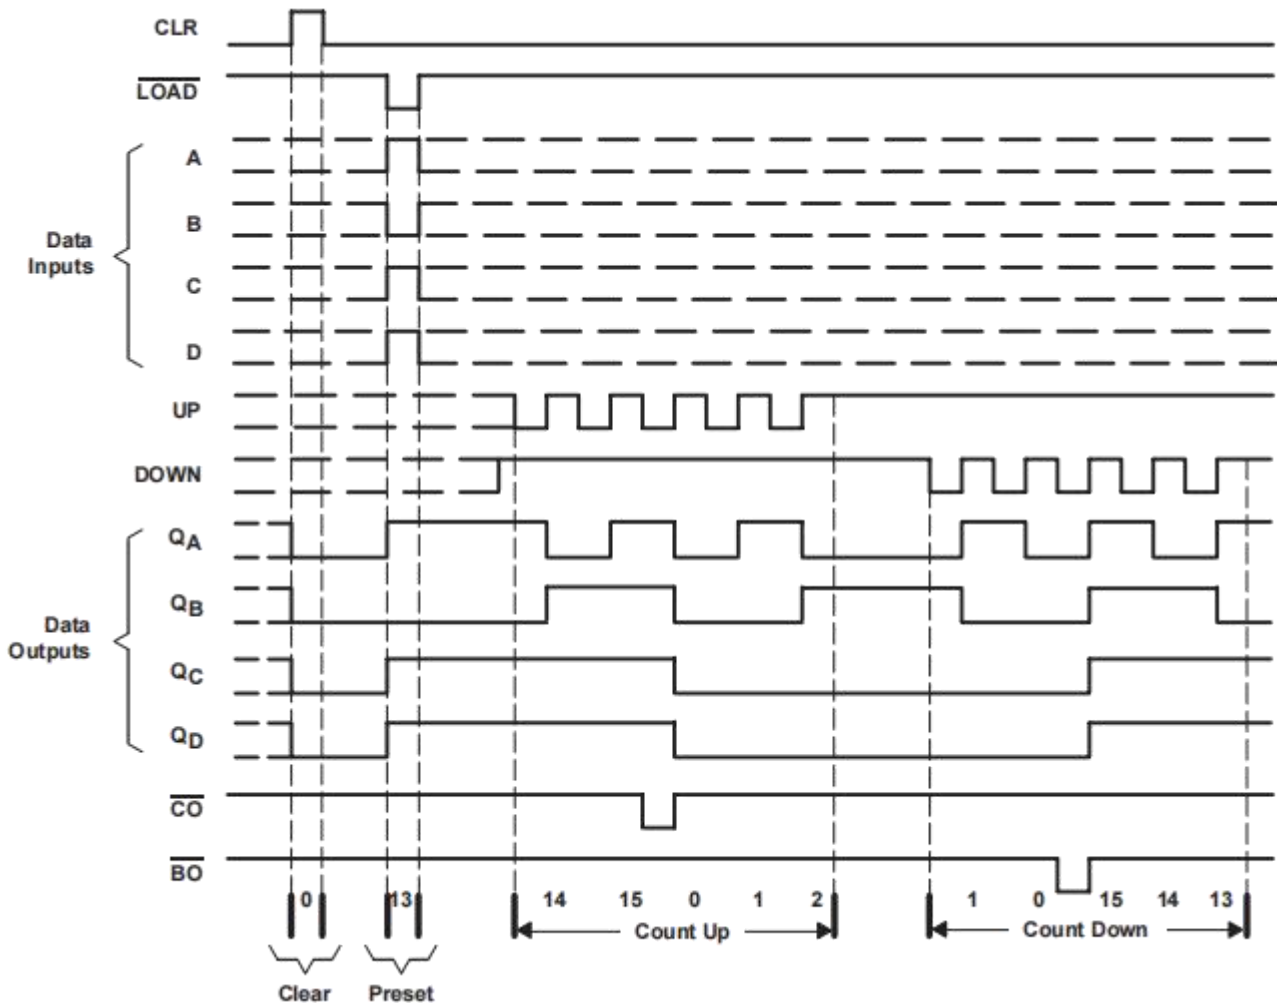 CLR
LOAD
A
B
Data
Inputs
C
D
UP
DOWN
QA
QB
Data
Outputs
QC
QD
CO
BO
0 13 14 15 0 1 2 1 0 15 14 13
Count Up Count Down
Clear Preset